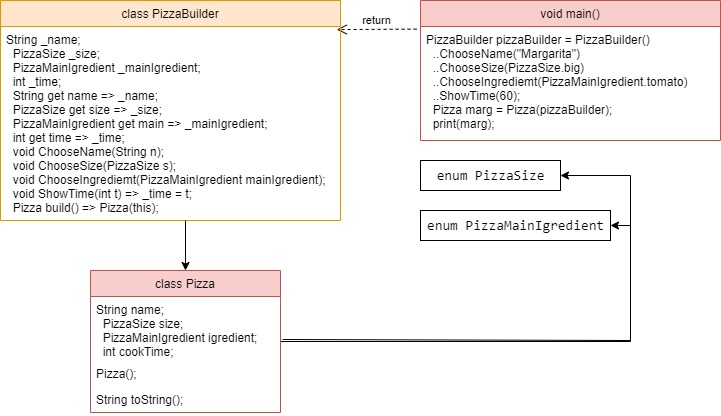 class PizzaBuilder
String _name;
PizzaSize _size;
PizzaMainIgredient _mainIgredient;
int _time;
String get name => _name;
PizzaSize get size => _size;
PizzaMainIgredient get main => _mainIgredient;
int get time => _time;
void ChooseName(String n);
void ChooseSize(PizzaSize s);
void ChooseIngrediemt(PizzaMainIgredient mainIgredient);
void ShowTime(int t) => _time = t;
Pizza build() => Pizza(this);
return
void main()
PizzaBuilder pizzaBuilder = PizzaBuilder()
..ChooseName("Margarita")
..ChooseSize(PizzaSize.big)
..ChooseIngrediemt(PizzaMainIgredient.tomato)
..ShowTime(60);
Pizza marg = Pizza(pizzaBuilder);
print(marg);
enum PizzaSize
enum PizzaMainIgredient
class Pizza
String name;
PizzaSize size;
PizzaMainIgredient igredient;
int cookTime;
Pizza();
String toString();